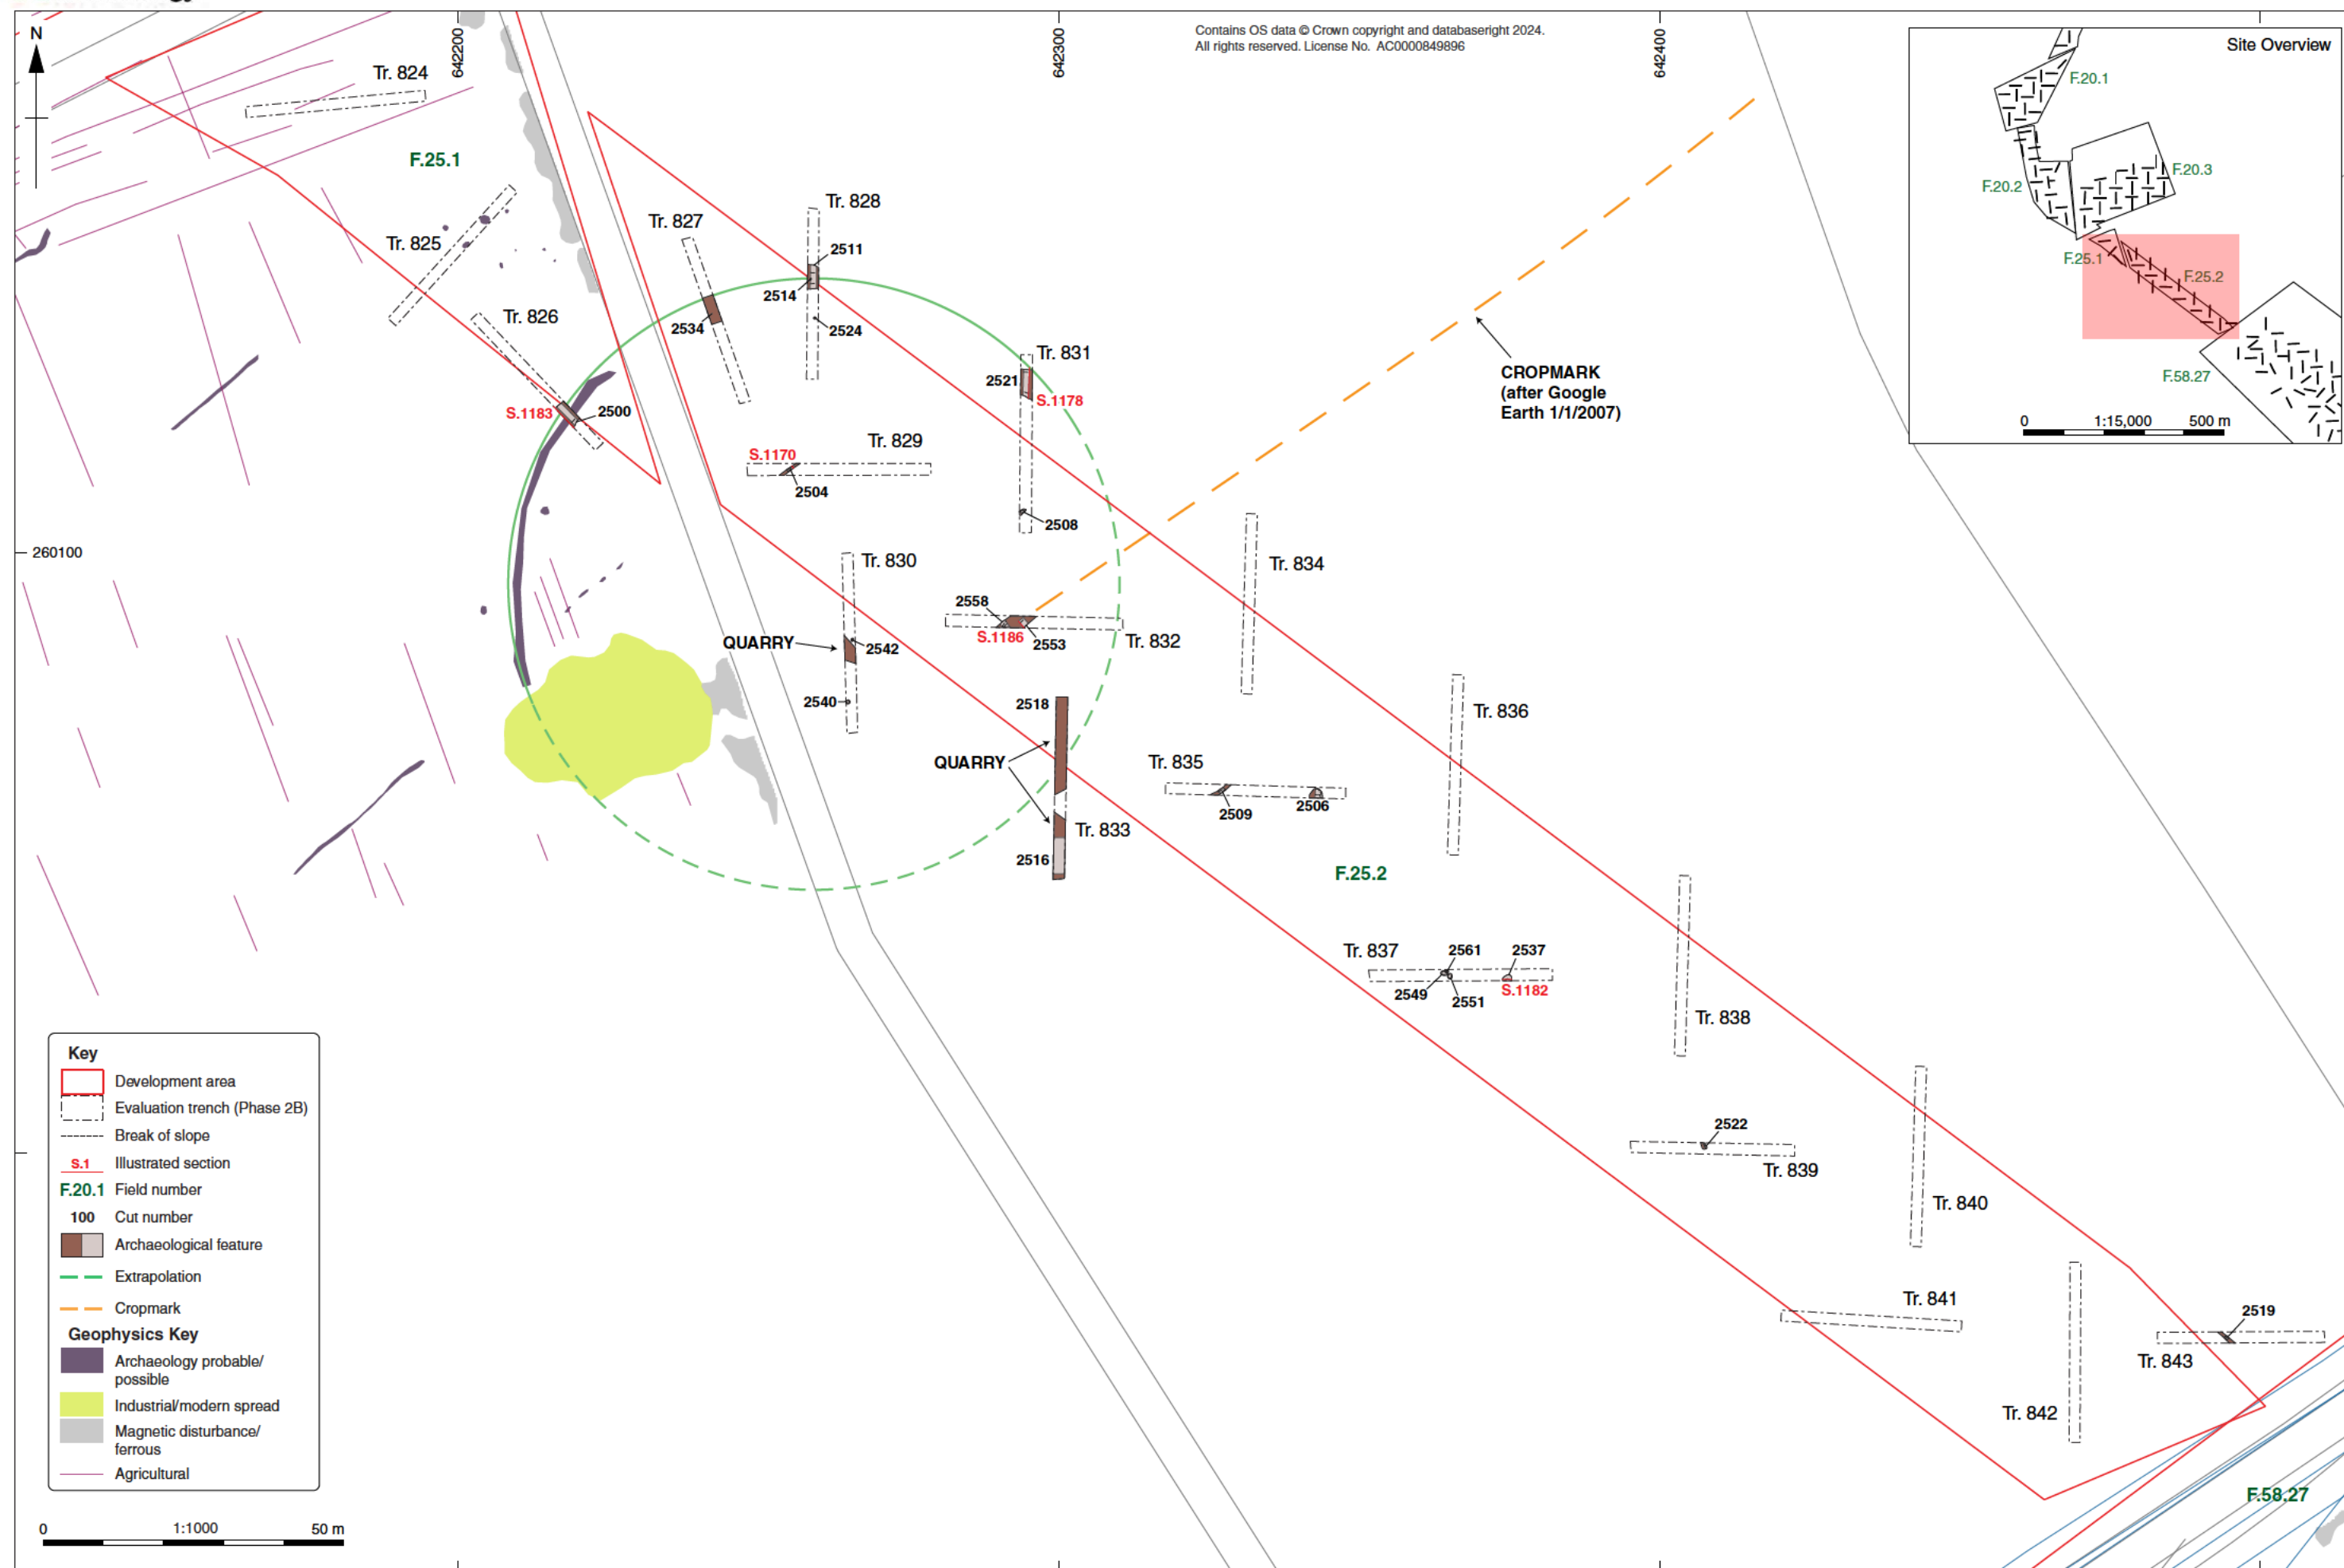 N
642200
642300
642400
260100
Contains OS data © Crown copyright and databaseright 2024.
All rights reserved. License No. AC0000849896
Site Overview
F.20.1
F.20.2
F.20.3
F.25.1
F.25.2
F.58.27
0 1:15,000 500 m
Tr. 824
F.25.1
Tr. 825
Tr. 826
S.1183
2500
Tr. 827
2534
Tr. 828
2511
2514
2524
Tr. 831
2521
S.1178
2508
S.1170
Tr. 829
2504
CROPMARK
(after Google
Earth 1/1/2007)
Tr. 830
QUARRY
2542
2540
2558
S.1186
2553
Tr. 832
Tr. 834
2518
QUARRY
Tr. 833
2516
Tr. 835
2509
2506
Tr. 836
F.25.2
Tr. 837
2561
2537
2549
2551
S.1182
Tr. 838
2522
Tr. 839
Tr. 840
Tr. 841
2519
Tr. 843
Tr. 842
F.58.27
Key
Development area
Evaluation trench (Phase 2B)
Break of slope
S.1 Illustrated section
F.20.1 Field number
100 Cut number
Archaeological feature
Extrapolation
Cropmark
Geophysics Key
Archaeology probable/
possible
Industrial/modern spread
Magnetic disturbance/
ferrous
Agricultural
0 1:1000 50 m